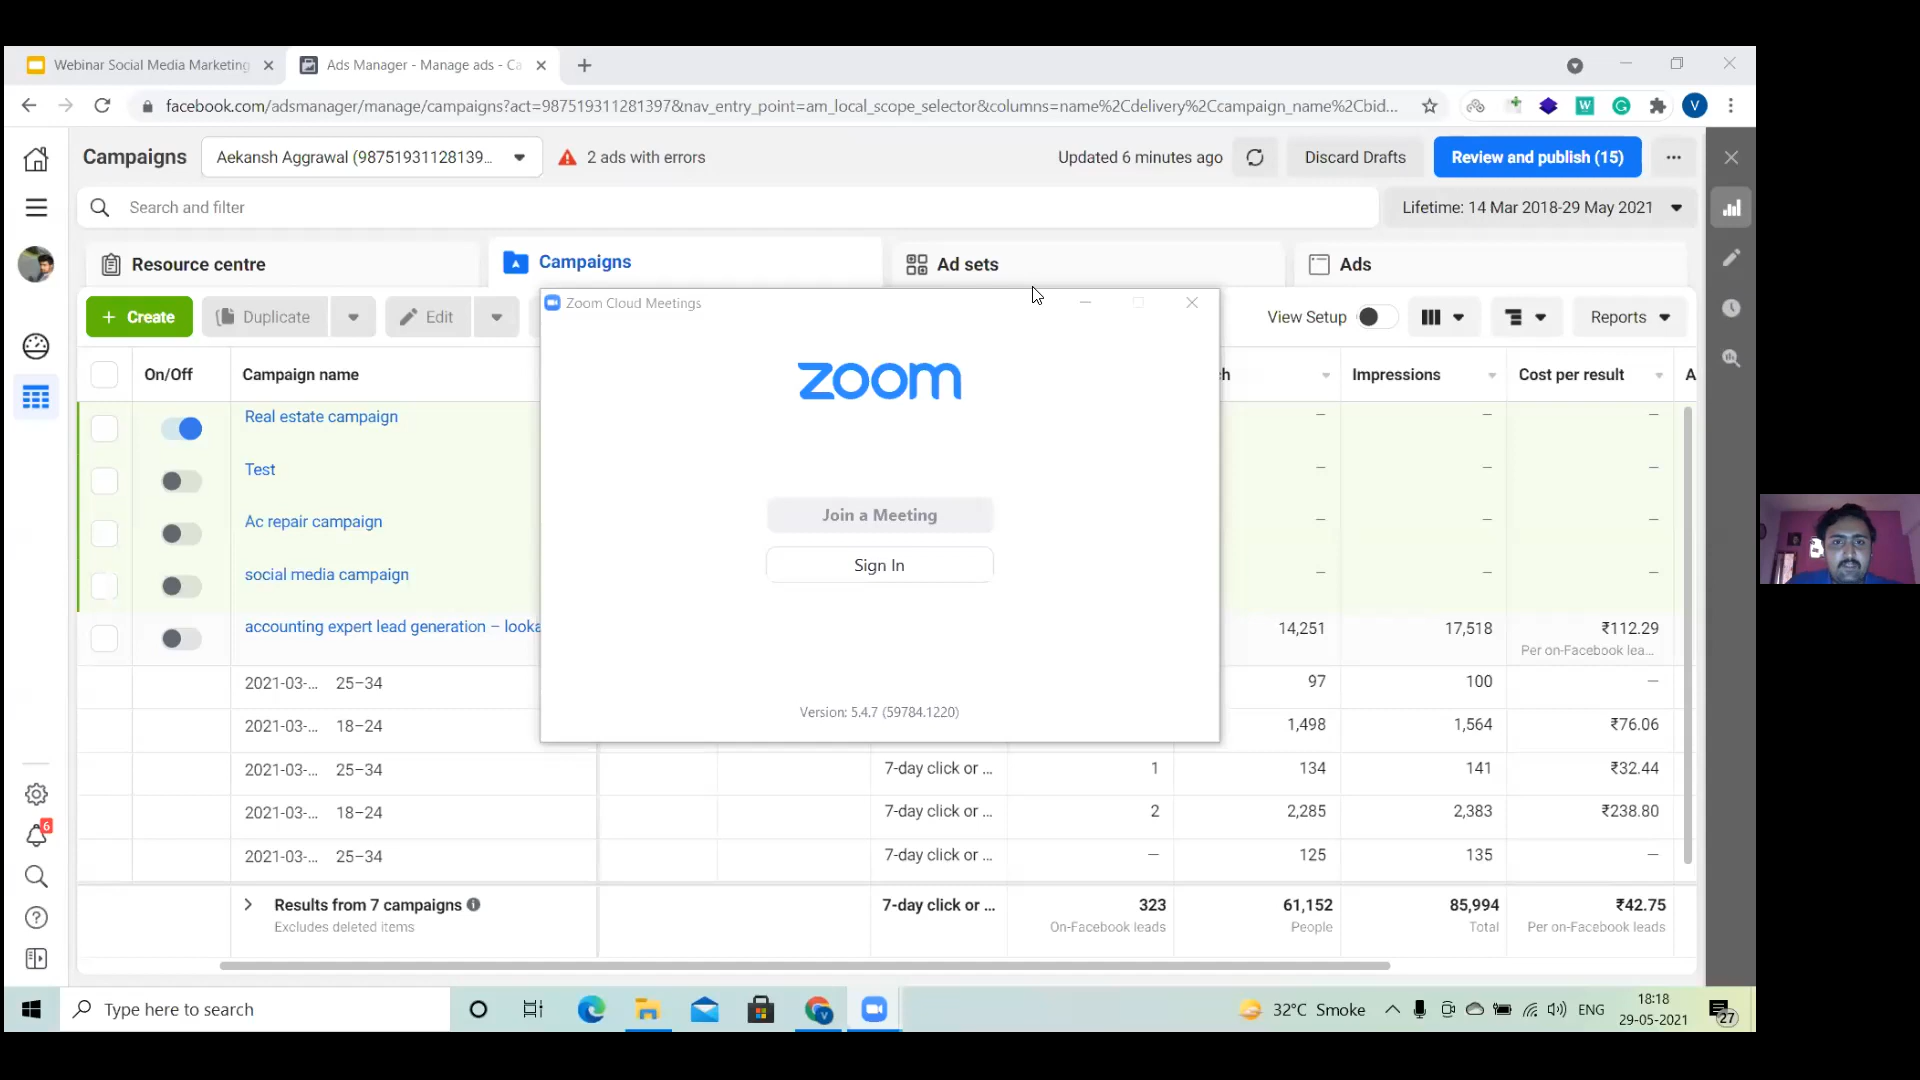 Webinar Social Media Marketing
Ads Manager - Manage ads - Ca
facebook.com/adsmanager/manage/campaigns?act=987519311281397&nav_entry_point=am_local_scope_selector&columns=name%2Cdelivery%2Ccampaign_name%2Cbid...
V
Campaigns
Aekansh Aggrawal (98751931128139...
2 ads with errors
Updated 6 minutes ago
Discard Drafts
Review and publish (15)
Search and filter
Lifetime: 14 Mar 2018-29 May 2021
Resource centre
Campaigns
Ad sets
Ads
+ Create
Duplicate
Edit
View Setup
Reports
Zoom Cloud Meetings
zoom
Join a Meeting
Sign In
Version: 5.4.7 (59784.1220)
On/Off
Campaign name
h
Impressions
Cost per result
A
Real estate campaign
— — —
Test
— — —
Ac repair campaign
— — —
social media campaign
— — —
accounting expert lead generation – looka
14,251 17,518 ₹112.29
Per on-Facebook lea...
2021-03-... 25–34 97 100 —
2021-03-... 18–24 1,498 1,564 ₹76.06
2021-03-... 25–34 7-day click or ... 1 134 141 ₹32.44
2021-03-... 18–24 7-day click or ... 2 2,285 2,383 ₹238.80
2021-03-... 25–34 7-day click or ... — 125 135 —
Results from 7 campaigns 7-day click or ... 323 61,152 85,994 ₹42.75
Excludes deleted items On-Facebook leads People Total Per on-Facebook leads
6
Type here to search
32°C Smoke
ENG
18:18
29-05-2021
27